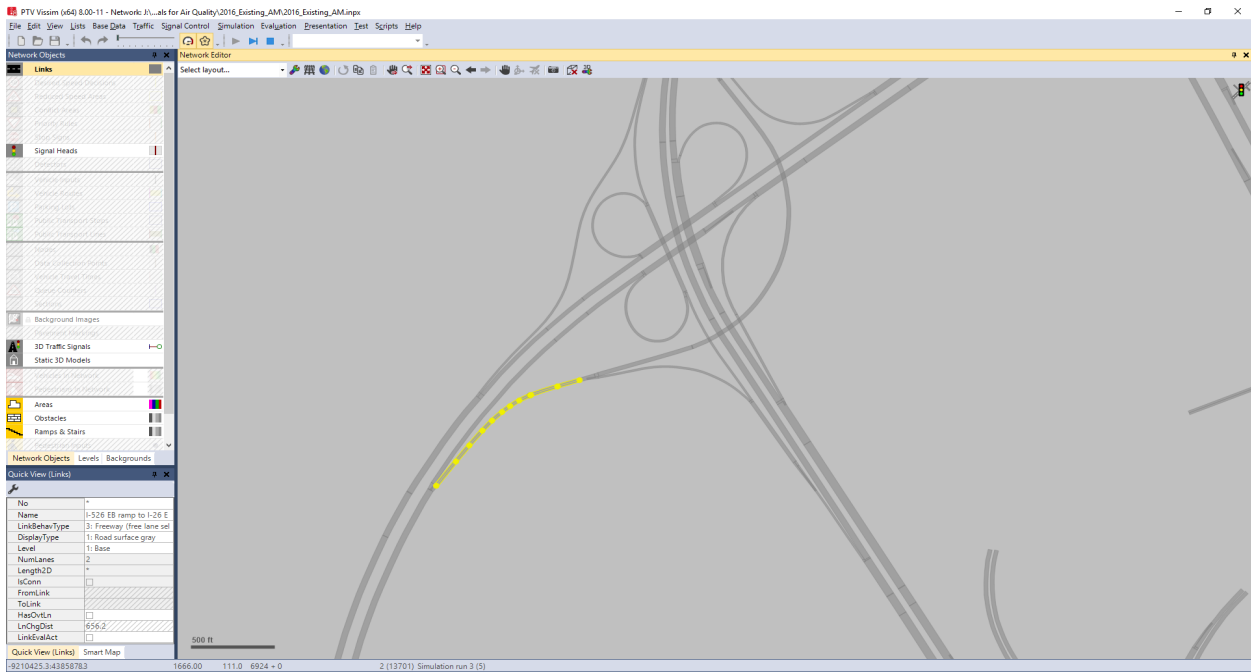 PTV Vissim (x64) 8.00-11 - Network: J:\...als for Air Quality\2016_Existing_AM\2016_Existing_AM.inpx
File Edit View Lists Base Data Traffic Signal Control Simulation Evaluation Presentation Test Scripts Help
Network Objects
Network Editor
Links
Select layout...
Signal Heads
Background Images
3D Traffic Signals
Static 3D Models
Areas
Obstacles
Ramps & Stairs
Network Objects Levels Backgrounds
Quick View (Links)
No *
Name I-526 EB ramp to I-26 E
LinkBehavType 3: Freeway (free lane sel
DisplayType 1: Road surface gray
Level 1: Base
NumLanes 2
Length2D *
IsConn
FromLink
ToLink
HasOvtLn
LnChgDist 656.2
LinkEvalAct
500 ft
Quick View (Links) Smart Map
-9210425.3:4385878.3 1666.00 111.0 6924 + 0 2 (13701) Simulation run 3 (5)